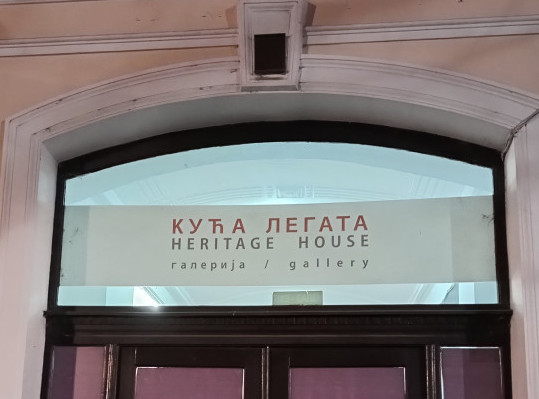 КУЋА ЛЕГАТА
HERITAGE HOUSE
галерија / gallery